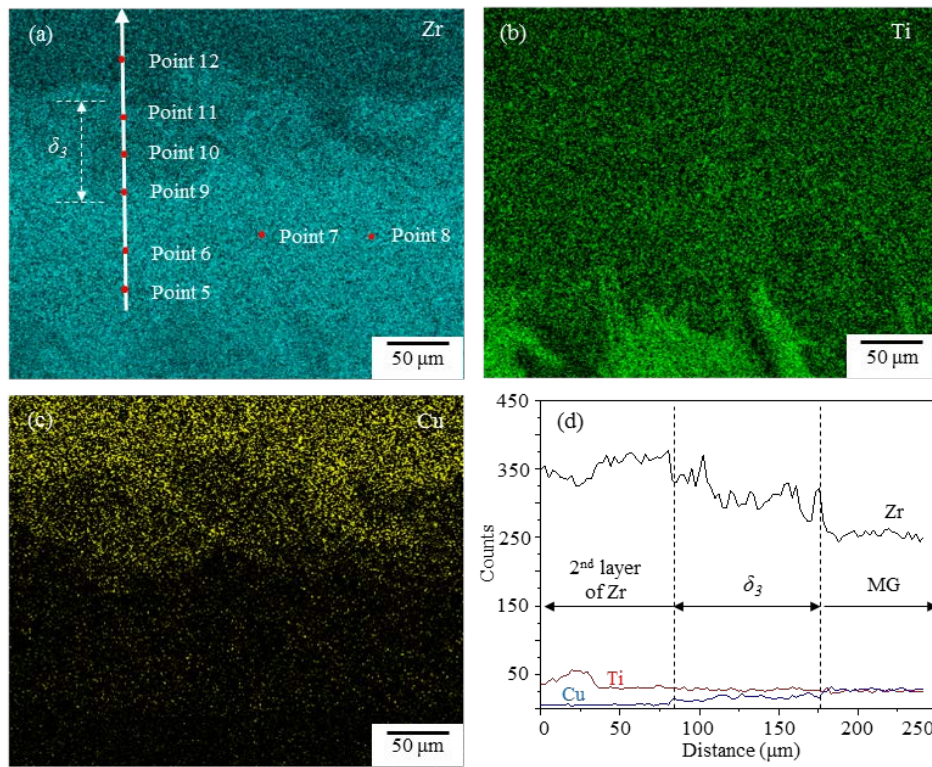 (a)
Zr
Point 12
Point 11
δ3
Point 10
Point 9
Point 7
Point 8
Point 6
Point 5
50 μm
(b)
Ti
50 μm
(c)
Cu
50 μm
450
(d)
350
Zr
250
Counts
2nd layer
of Zr
δ3
MG
150
50
Ti
Cu
0
50
100
150
200
250
Distance (μm)